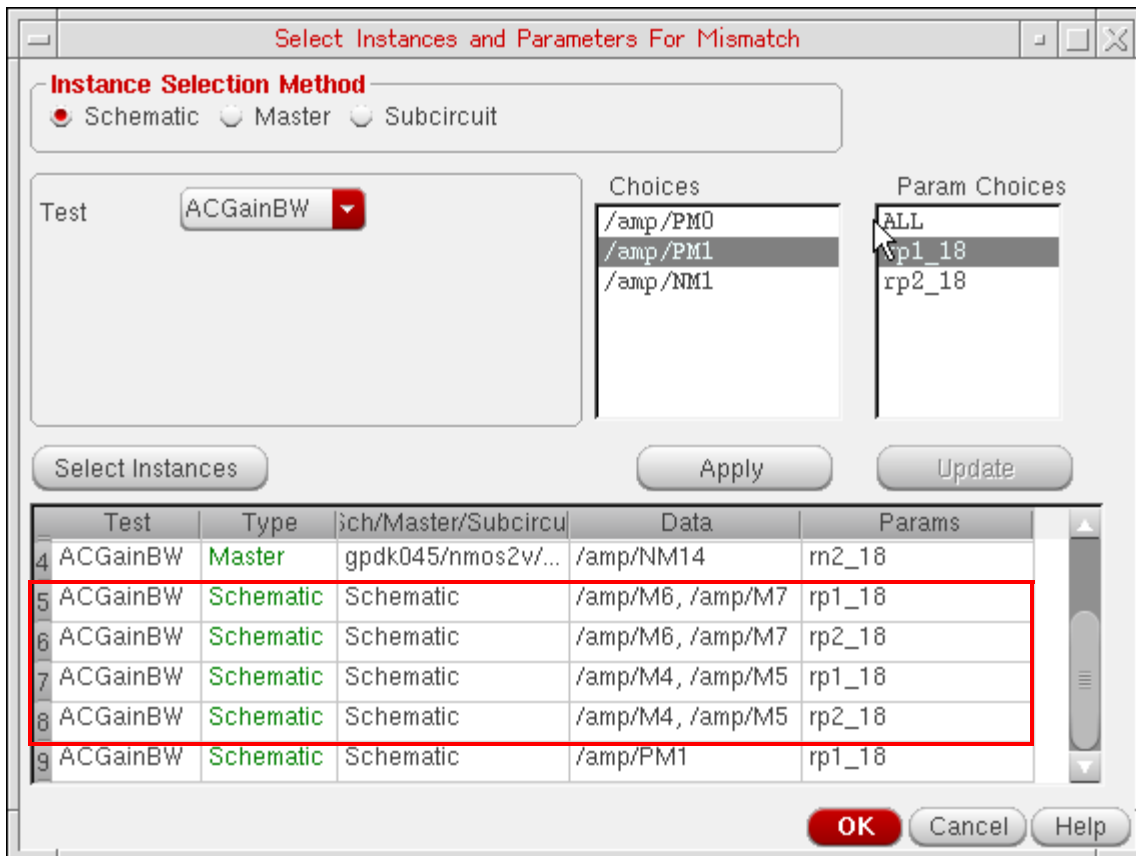 Select Instances and Parameters For Mismatch
Instance Selection Method
Schematic Master Subcircuit
Test ACGainBW
Choices
/amp/PM0
/amp/PM1
/amp/NM1
Param Choices
ALL
rp1_18
rp2_18
Select Instances Apply Update
Test Type Sch/Master/Subcircu Data Params
4 ACGainBW Master gpdk045/nmos2v/... /amp/NM14 rn2_18
5 ACGainBW Schematic Schematic /amp/M6, /amp/M7 rp1_18
6 ACGainBW Schematic Schematic /amp/M6, /amp/M7 rp2_18
7 ACGainBW Schematic Schematic /amp/M4, /amp/M5 rp1_18
8 ACGainBW Schematic Schematic /amp/M4, /amp/M5 rp2_18
9 ACGainBW Schematic Schematic /amp/PM1 rp1_18
OK Cancel Help